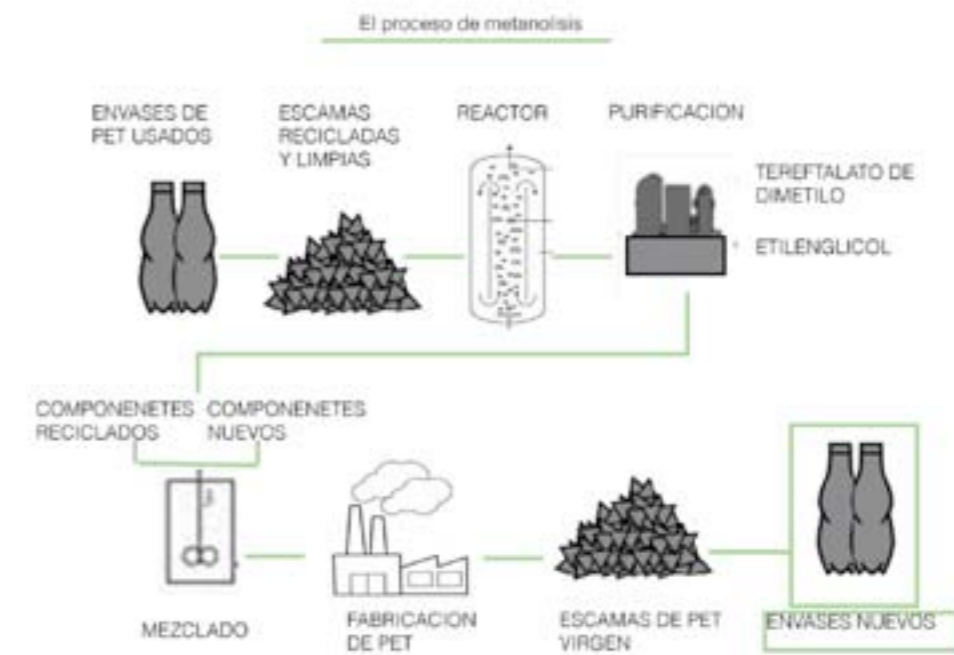 El proceso de metanolisis
ENVASES DE
PET USADOS
ESCAMAS
RECICLADAS
Y LIMPIAS
REACTOR
PURIFICACION
TEREFTALATO DE
DIMETILO
ETILENGLICOL
COMPONENETES
RECICLADOS
COMPONENETES
NUEVOS
MEZCLADO
FABRICACION
DE PET
ESCAMAS DE PET
VIRGEN
ENVASES NUEVOS